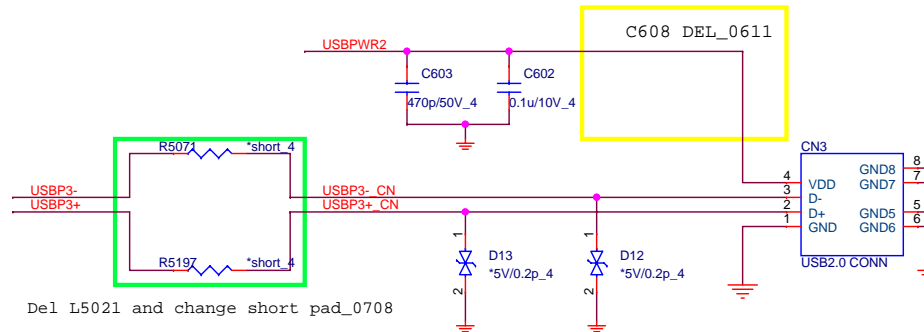 C608 DEL_0611
USBPWR2
C603
470p/50V_4
C602
0.1u/10V_4
R5071
*short_4
USBP3-
USBP3+
USBP3-_CN
USBP3+_CN
R5197
*short_4
1
D13
*5V/0.2p_4
2
1
D12
*5V/0.2p_4
2
CN3
4
VDD
3
D-
2
D+
1
GND
GND8
8
GND7
7
GND5
5
GND6
6
USB2.0 CONN
Del L5021 and change short pad_0708